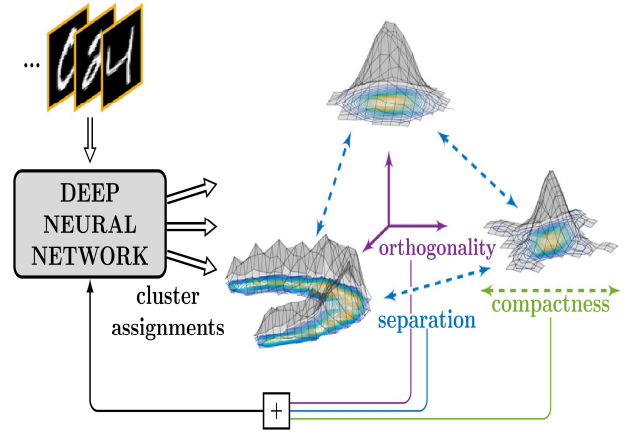 ...
DEEP
NEURAL
NETWORK
cluster
assignments
orthogonality
separation
compactness
+